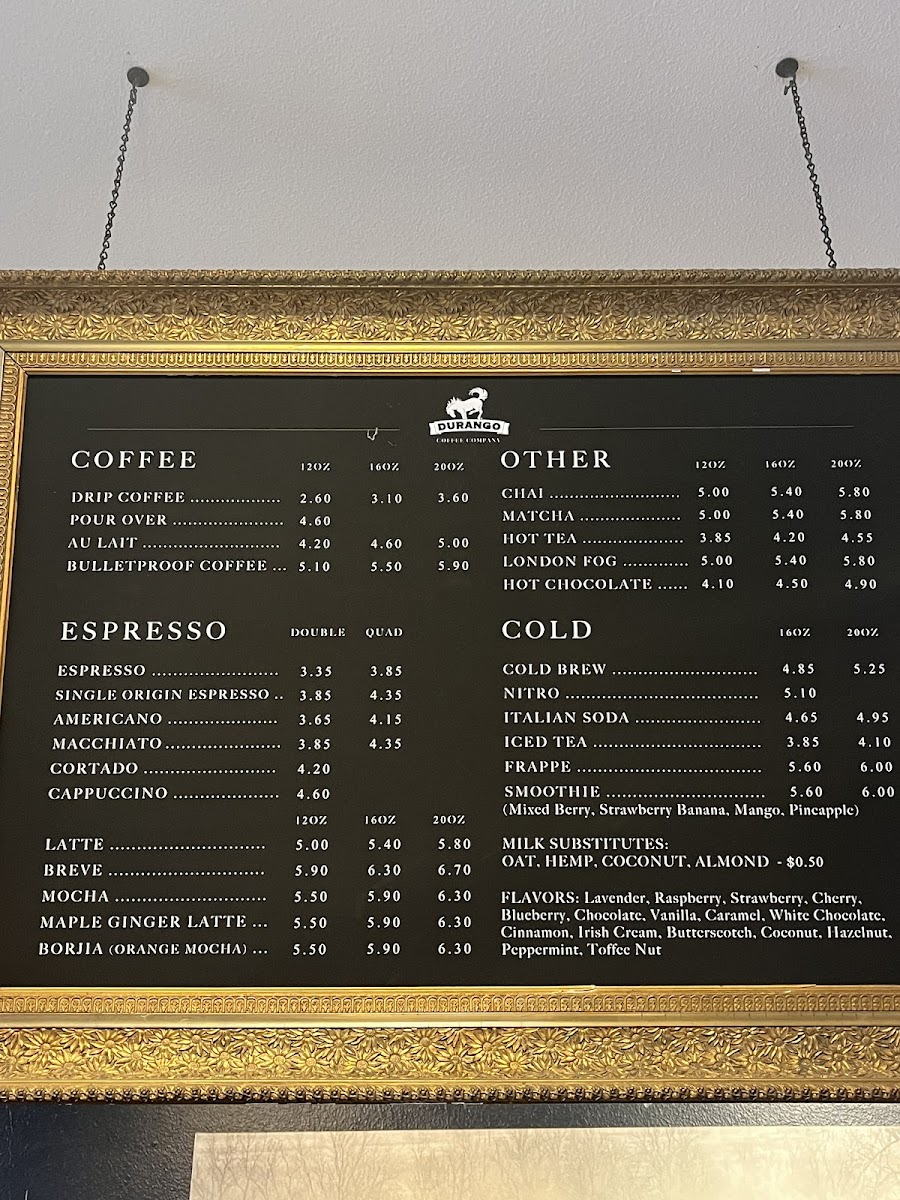 DURANGO
COFFEE COMPANY
COFFEE 12OZ 16OZ 20OZ
DRIP COFFEE .................. 2.60 3.10 3.60
POUR OVER ...................... 4.60
AU LAIT ........................... 4.20 4.60 5.00
BULLETPROOF COFFEE ... 5.10 5.50 5.90
ESPRESSO DOUBLE QUAD
ESPRESSO ......................... 3.35 3.85
SINGLE ORIGIN ESPRESSO .. 3.85 4.35
AMERICANO ...................... 3.65 4.15
MACCHIATO ....................... 3.85 4.35
CORTADO .......................... 4.20
CAPPUCCINO ..................... 4.60
12OZ 16OZ 20OZ
LATTE ............................... 5.00 5.40 5.80
BREVE ............................... 5.90 6.30 6.70
MOCHA .............................. 5.50 5.90 6.30
MAPLE GINGER LATTE ... 5.50 5.90 6.30
BORJIA (ORANGE MOCHA) ... 5.50 5.90 6.30
OTHER 12OZ 16OZ 20OZ
CHAI .......................... 5.00 5.40 5.80
MATCHA .................... 5.00 5.40 5.80
HOT TEA .................... 3.85 4.20 4.55
LONDON FOG ............. 5.00 5.40 5.80
HOT CHOCOLATE ...... 4.10 4.50 4.90
COLD 16OZ 20OZ
COLD BREW ............................. 4.85 5.25
NITRO ...................................... 5.10
ITALIAN SODA ......................... 4.65 4.95
ICED TEA ................................. 3.85 4.10
FRAPPE ..................................... 5.60 6.00
SMOOTHIE ............................... 5.60 6.00
(Mixed Berry, Strawberry Banana, Mango, Pineapple)
MILK SUBSTITUTES:
OAT, HEMP, COCONUT, ALMOND - $0.50
FLAVORS: Lavender, Raspberry, Strawberry, Cherry,
Blueberry, Chocolate, Vanilla, Caramel, White Chocolate,
Cinnamon, Irish Cream, Butterscotch, Coconut, Hazelnut,
Peppermint, Toffee Nut